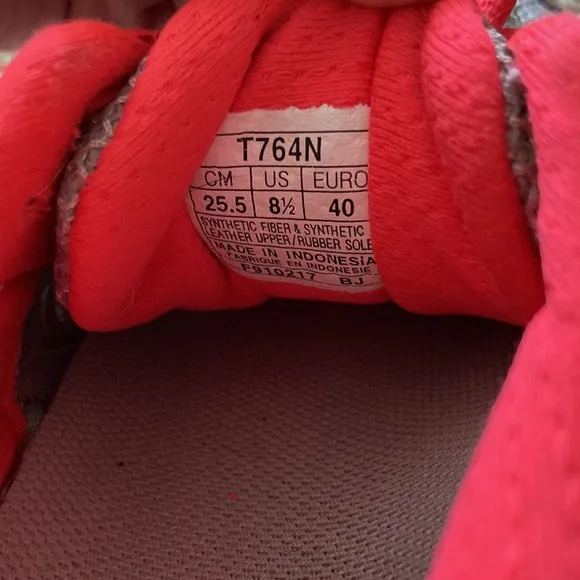 T764N
CM US EURO
25.5 8½ 40
SYNTHETIC FIBER & SYNTHETIC
LEATHER UPPER/RUBBER SOLE
MADE IN INDONESIA
FABRIQUE EN INDONESIE
F910217 BJ